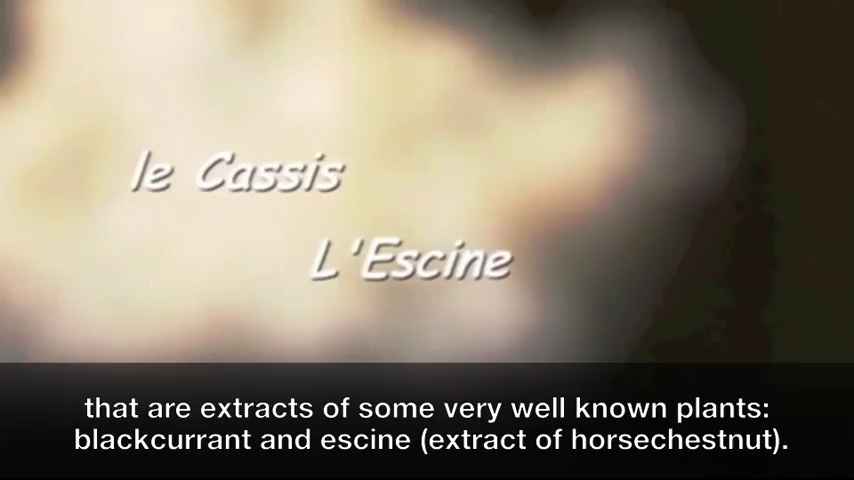 le Cassis
L'Escine
that are extracts of some very well known plants:
blackcurrant and escine (extract of horsechestnut).